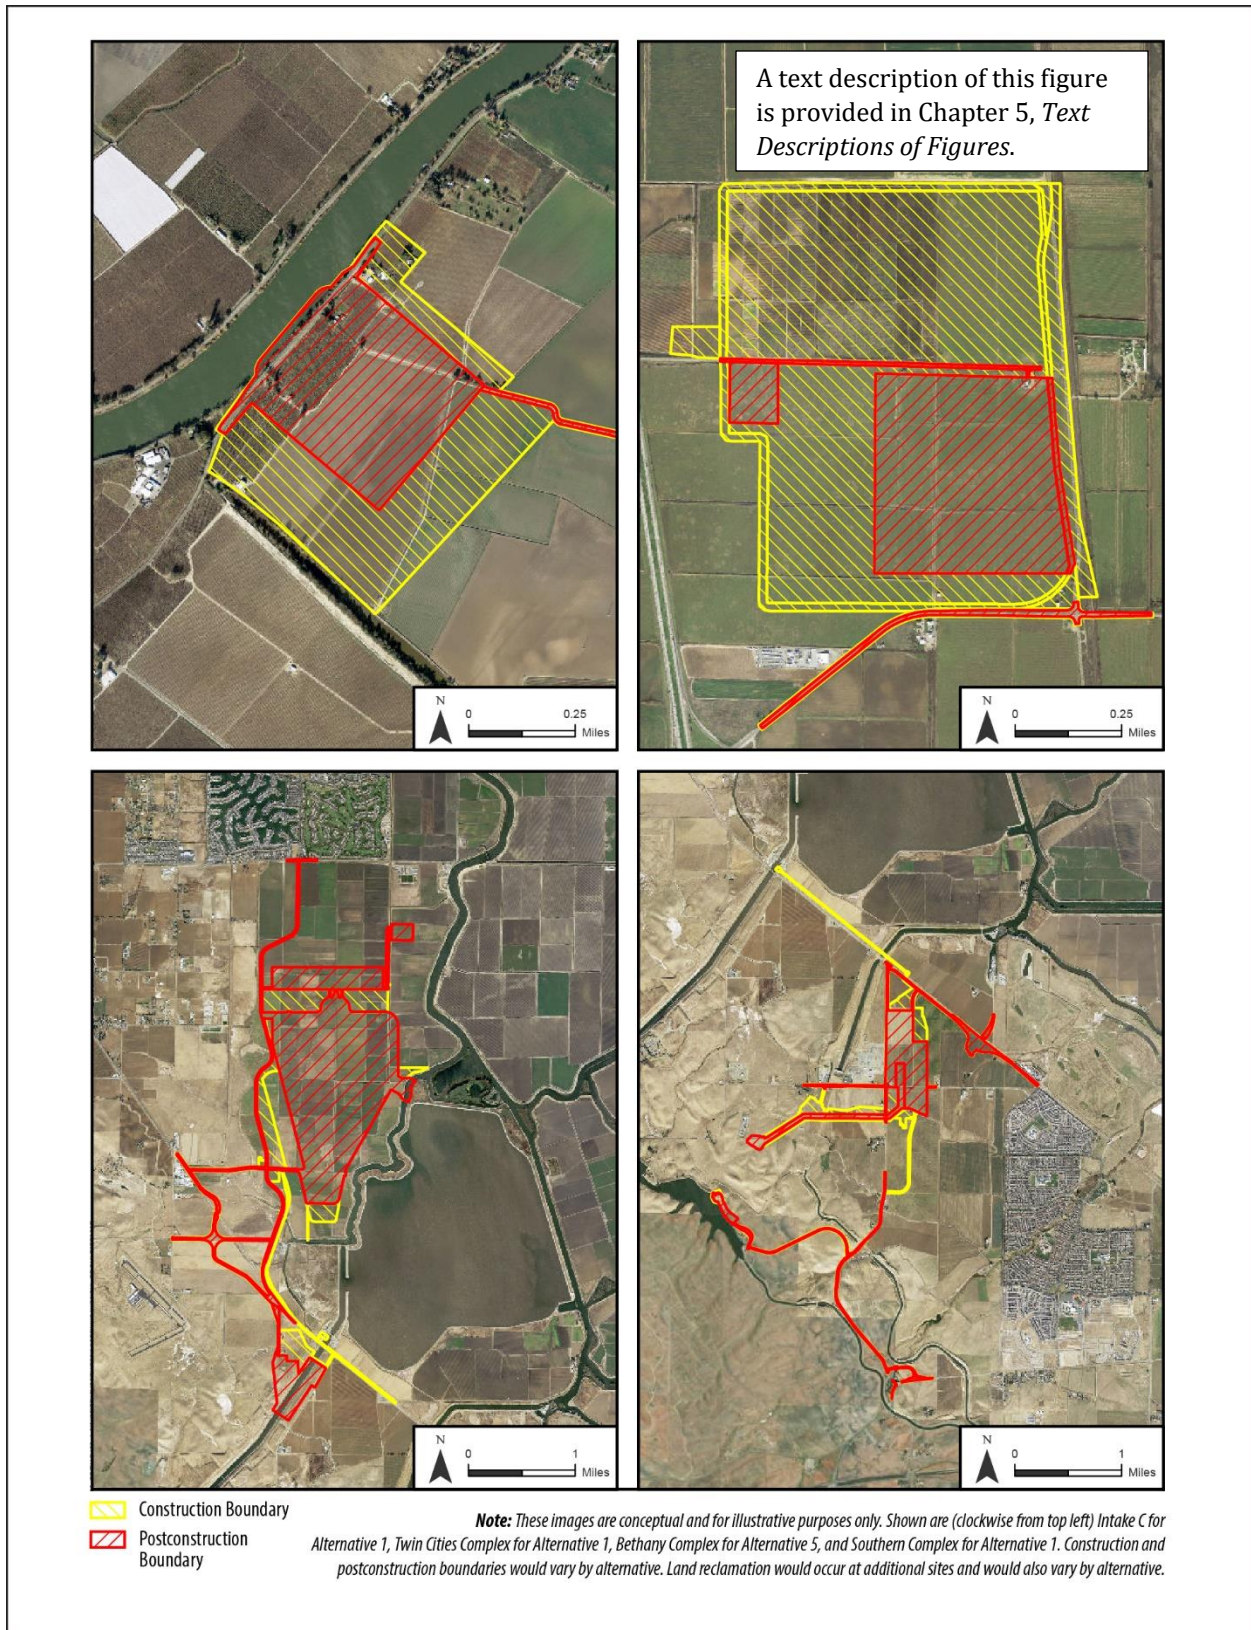 A text description of this figure
is provided in Chapter 5, Text
Descriptions of Figures.
N
0 0.25
Miles
N
0 0.25
Miles
N
0 1
Miles
N
0 1
Miles
Construction Boundary
Postconstruction
Boundary
Note: These images are conceptual and for illustrative purposes only. Shown are (clockwise from top left) Intake C for
Alternative 1, Twin Cities Complex for Alternative 1, Bethany Complex for Alternative 5, and Southern Complex for Alternative 1. Construction and
postconstruction boundaries would vary by alternative. Land reclamation would occur at additional sites and would also vary by alternative.